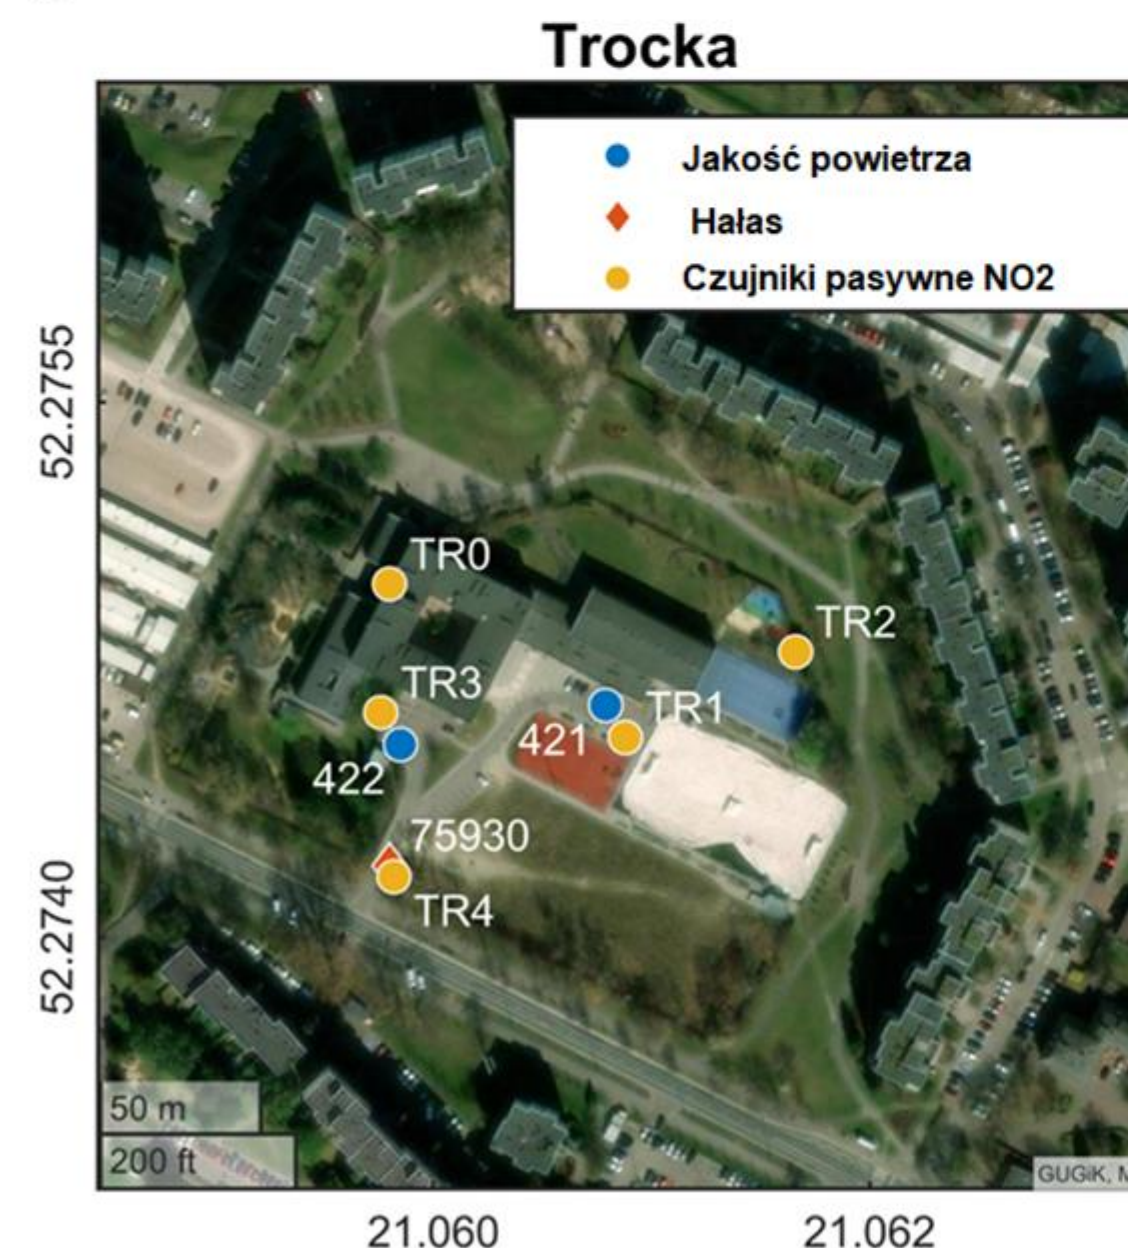 Trocka
Jakość powietrza
Hałas
Czujniki pasywne NO2
52.2755
52.2740
TR0
TR2
TR3
TR1
421
422
75930
TR4
50 m
200 ft
GUGiK, M
21.060
21.062